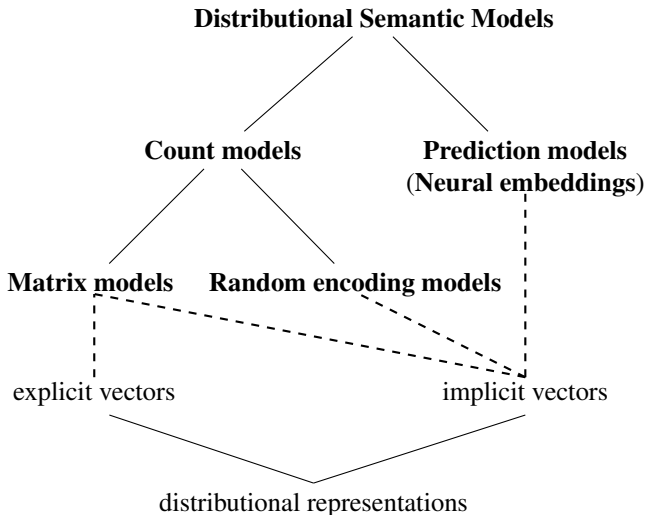 Distributional Semantic Models
Count models
Prediction models
(Neural embeddings)
Matrix models
Random encoding models
explicit vectors
implicit vectors
distributional representations